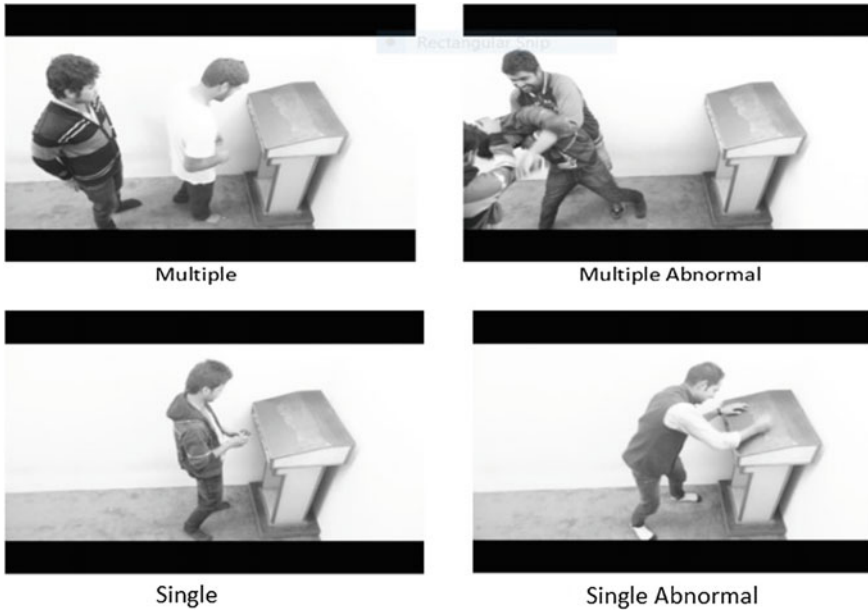 Rectangular Snip
Multiple
Multiple Abnormal
Single
Single Abnormal